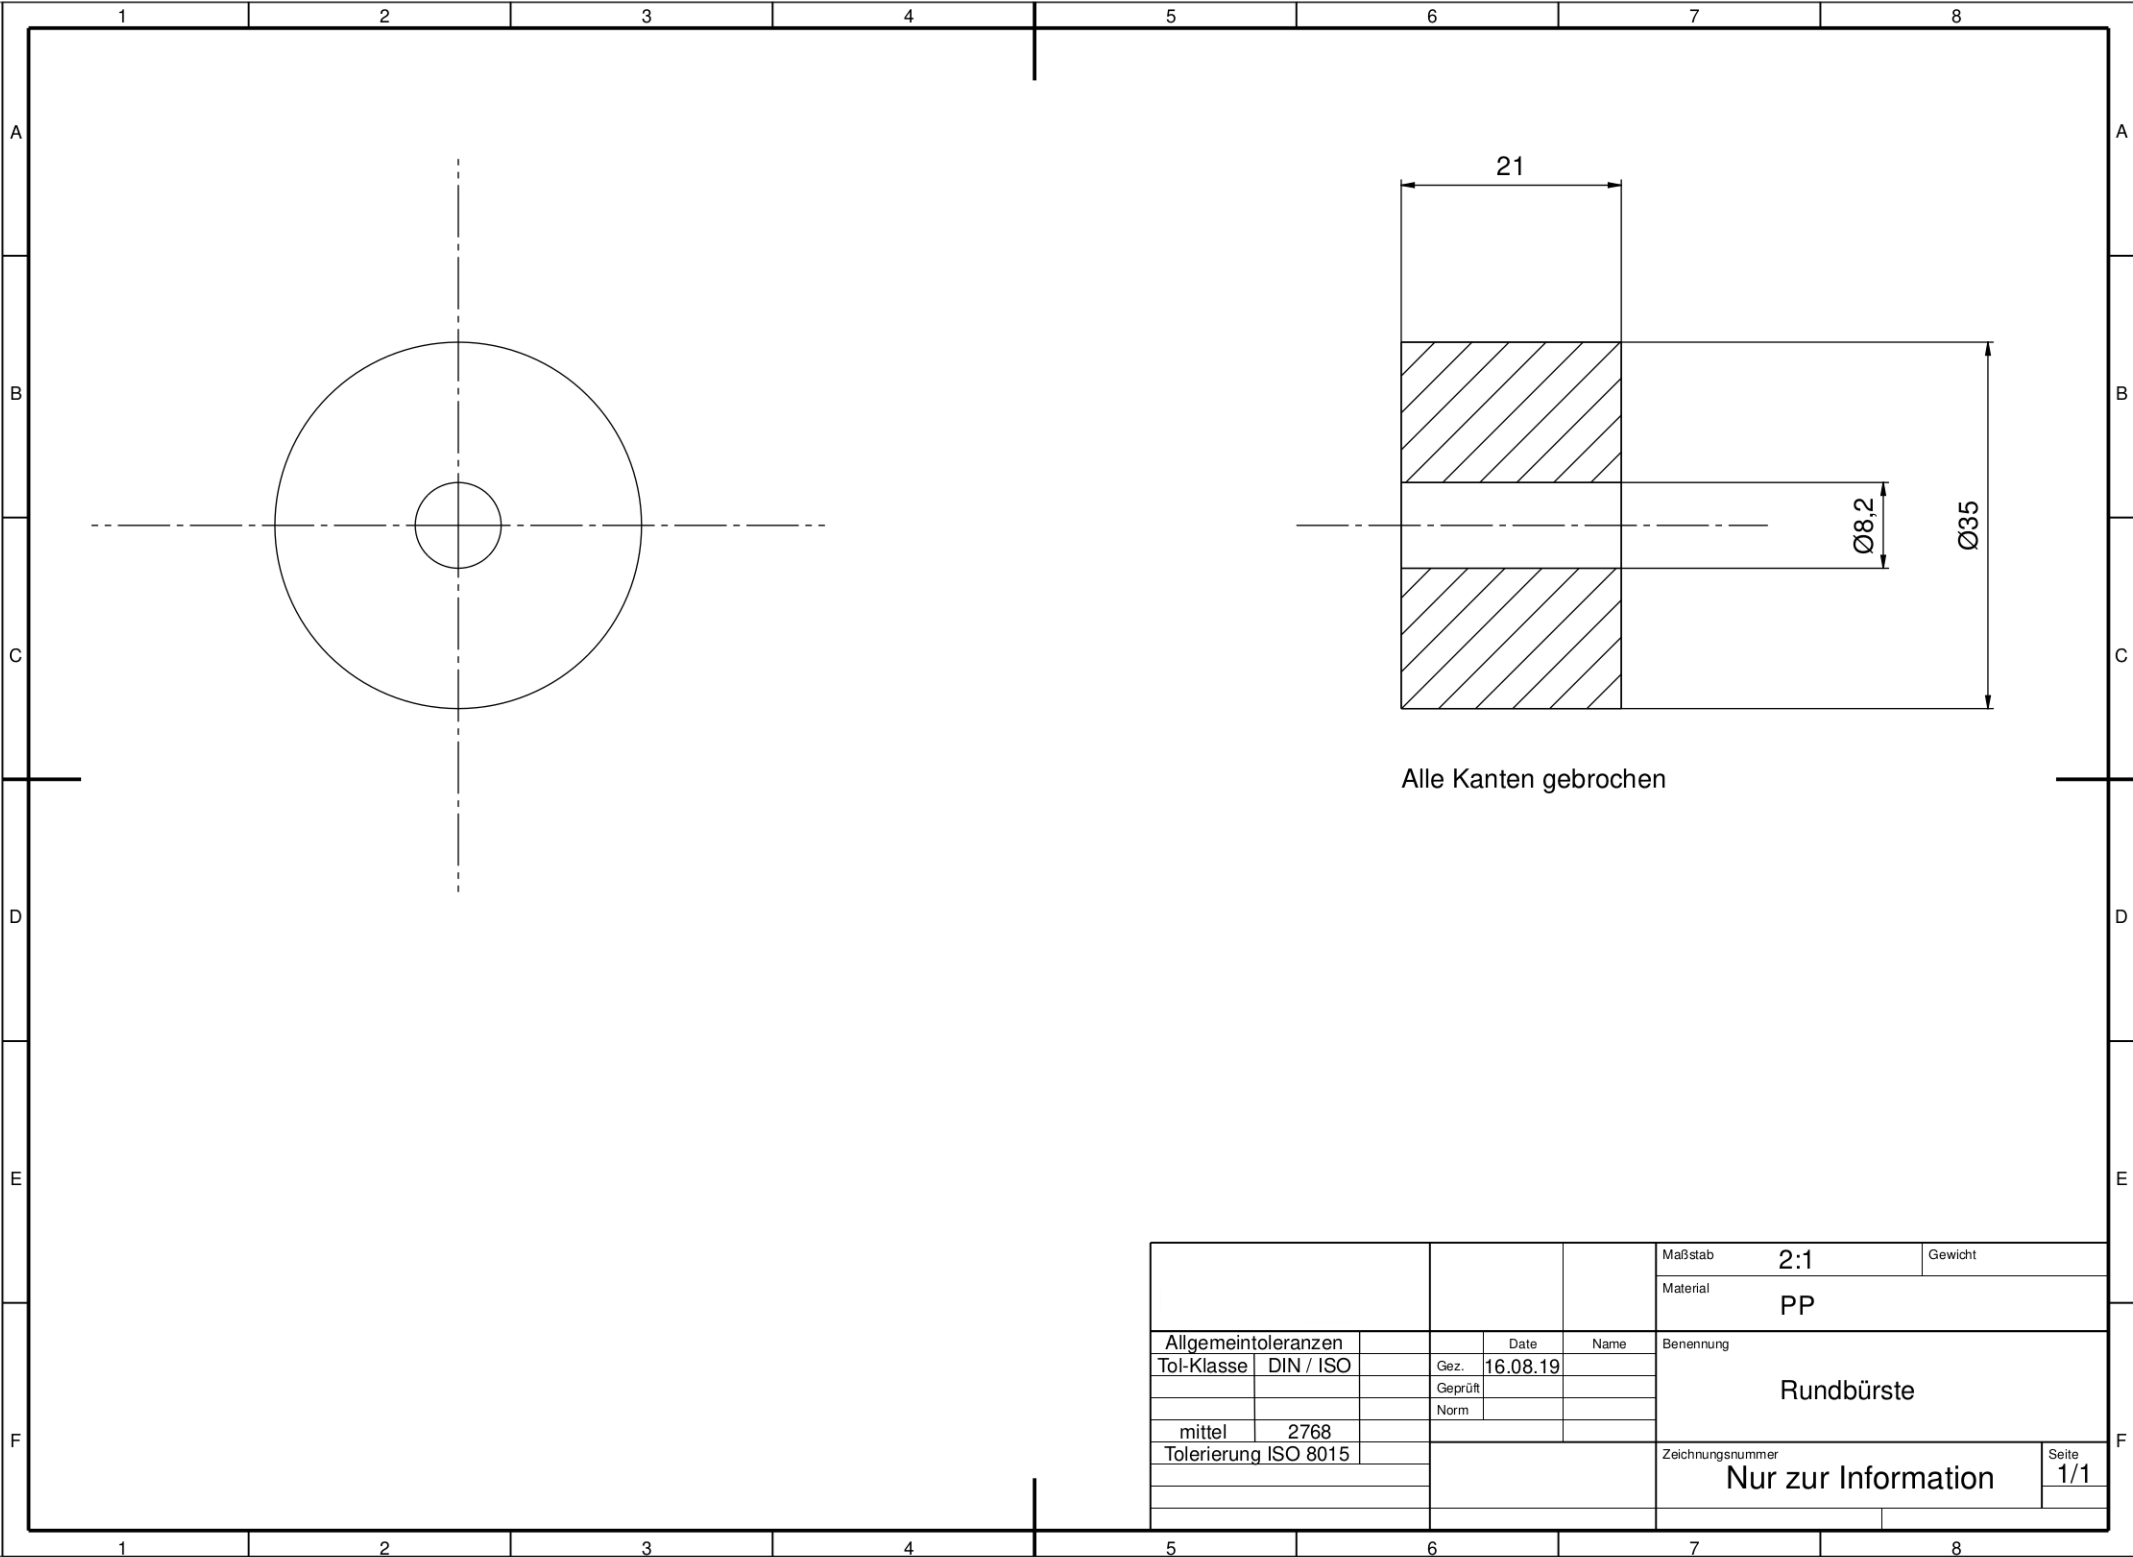 1 2 3 4 5 6 7 8
A A
21
B B
Ø8,2 Ø35
C C
Alle Kanten gebrochen
D D
E E
Maßstab 2:1 Gewicht
Material
PP
Allgemeintoleranzen Date Name Benennung
Tol-Klasse DIN / ISO Gez. 16.08.19
Geprüft Rundbürste
Norm
mittel 2768
F F
Tolerierung ISO 8015 Zeichnungsnummer Seite
Nur zur Information 1/1
1 2 3 4 5 6 7 8